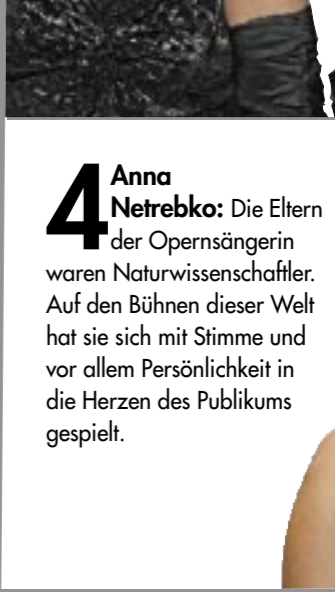 4 Anna
Netrebko: Die Eltern
der Opernsängerin
waren Naturwissenschaftler.
Auf den Bühnen dieser Welt
hat sie sich mit Stimme und
vor allem Persönlichkeit in
die Herzen des Publikums
gespielt.